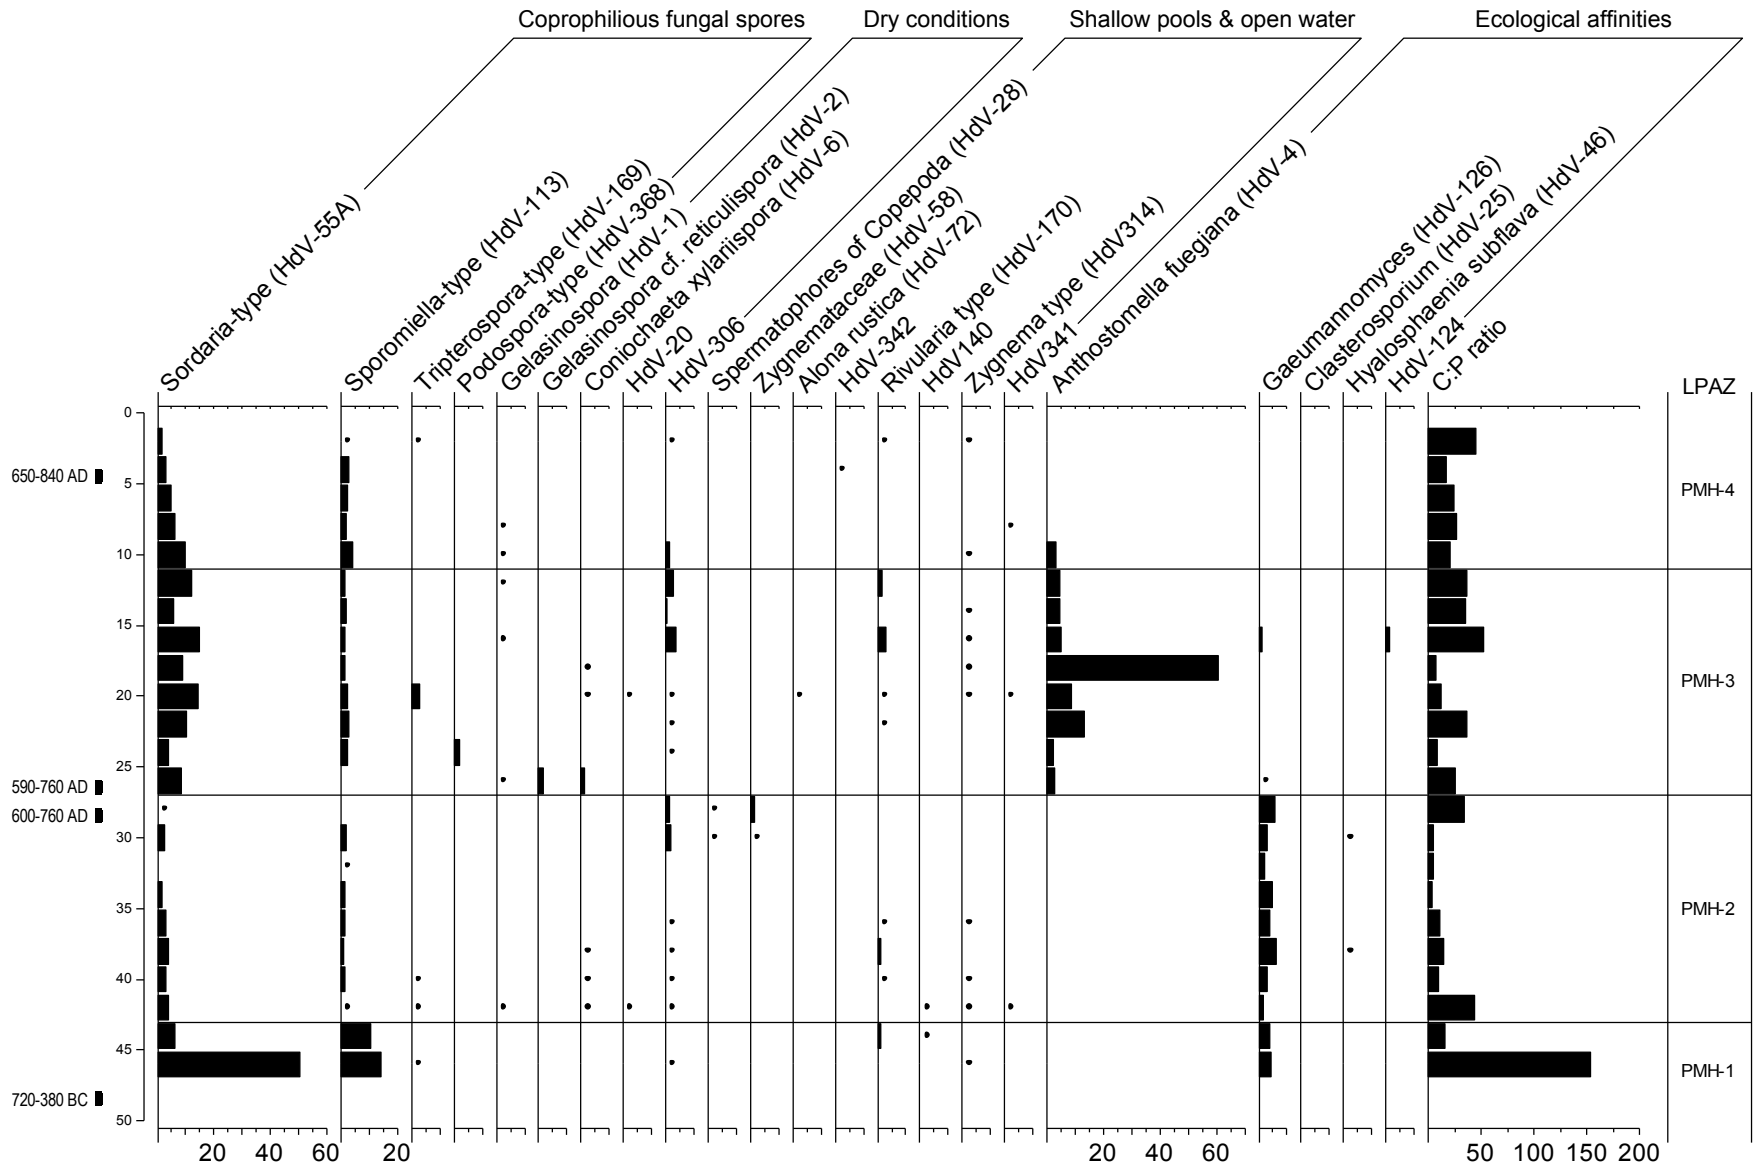 Coprophilious fungal spores
Dry conditions
Shallow pools & open water
Ecological affinities
Sordaria-type (HdV-55A)
Sporomiella-type (HdV-113)
Tripterospora-type (HdV-169)
Podospora-type (HdV-368)
Gelasinospora (HdV-1)
Gelasinospora cf. reticulispora (HdV-2)
Coniochaeta xylariispora (HdV-6)
HdV-20
HdV-306
Spermatophores of Copepoda (HdV-28)
Zygnemataceae (HdV-58)
Alona rustica (HdV-72)
HdV-342
Rivularia type (HdV-170)
HdV140
Zygnema type (HdV314)
HdV341
Anthostomella fuegiana (HdV-4)
Gaeumannomyces (HdV-126)
Clasterosporium (HdV-25)
Hyalosphaenia subflava (HdV-46)
HdV-124
C:P ratio
LPAZ
0
650-840 AD
5
PMH-4
10
15
PMH-3
20
25
590-760 AD
600-760 AD
30
35
PMH-2
40
45
PMH-1
720-380 BC
50
20 40 60 20 20 40 60 50 100 150 200